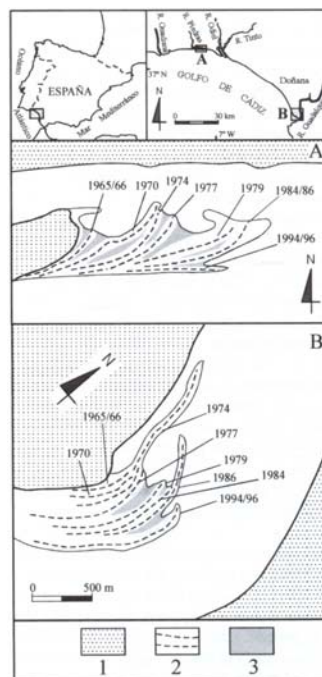 Océano
Atlántico
ESPAÑA
Mar Mediterráneo
R. Guadiana
R. Piedras
R. Odiel
R. Tinto
A
37°N
GOLFO
DE
CADIZ
Doñana
B
N
0 30 km
7° W
A
1965/66
1970
1974
1977
1979
1984/86
1994/96
N
B
N
1965/66
1970
1974
1977
1979
1986
1984
1994/96
0 500 m
1
2
3